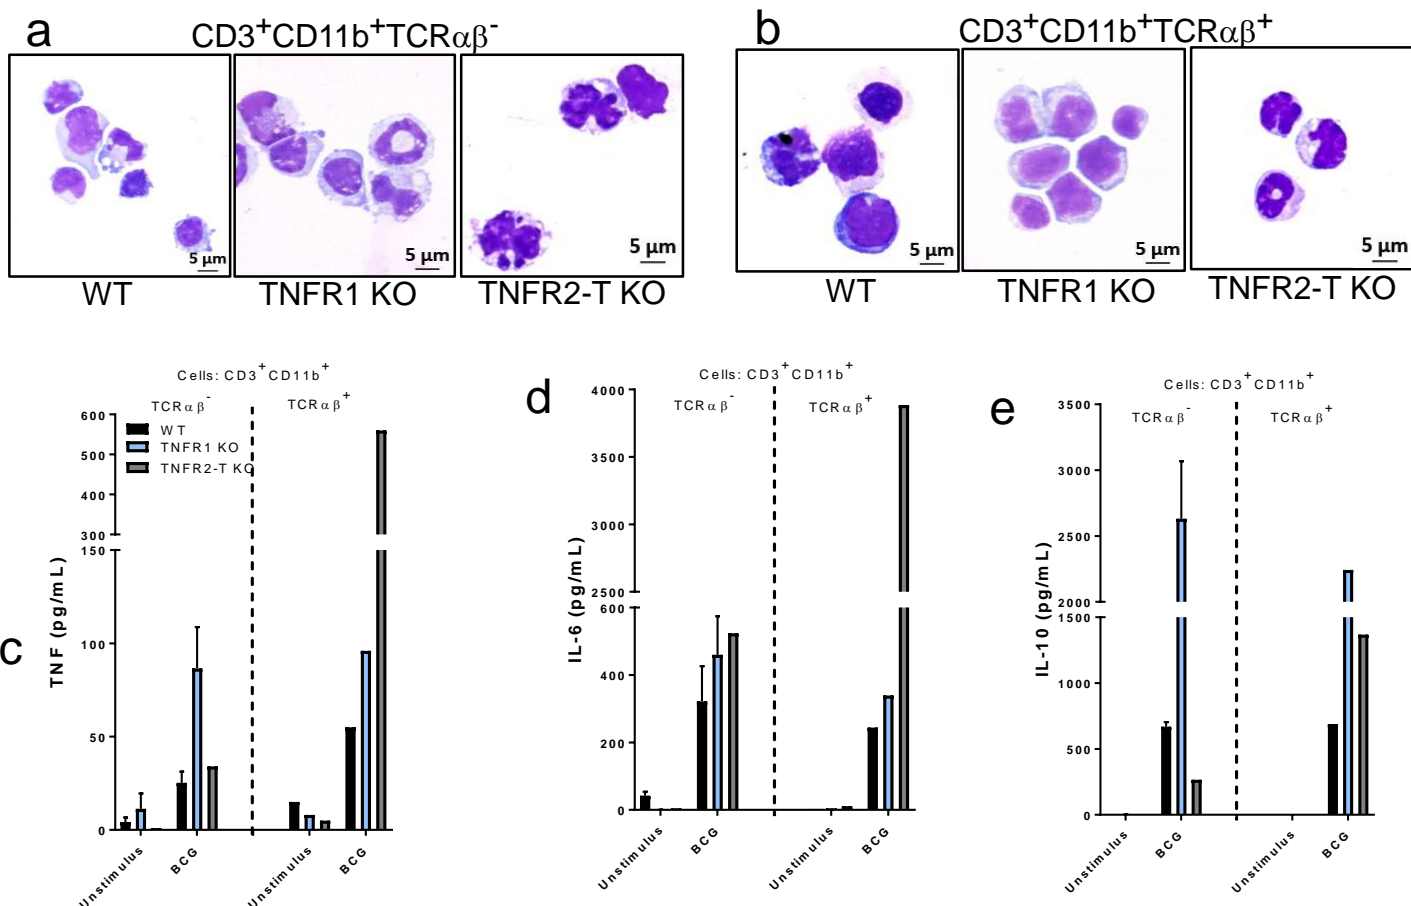 a
CD3+CD11b+TCRαβ-
5 µm
5 µm
5 µm
WT
TNFR1 KO
TNFR2-T KO
b
CD3+CD11b+TCRαβ+
5 µm
5 µm
5 µm
WT
TNFR1 KO
TNFR2-T KO
c
Cells: CD3+CD11b+
TCRαβ-
TCRαβ+
WT
TNFR1 KO
TNFR2-T KO
TNF (pg/mL)
600
500
400
300
150
100
50
0
Unstimulus
BCG
Unstimulus
BCG
d
Cells: CD3+CD11b+
TCRαβ-
TCRαβ+
IL-6 (pg/mL)
4000
3500
3000
2500
600
400
200
0
Unstimulus
BCG
Unstimulus
BCG
e
Cells: CD3+CD11b+
TCRαβ-
TCRαβ+
IL-10 (pg/mL)
3500
3000
2500
2000
1500
1000
500
0
Unstimulus
BCG
Unstimulus
BCG